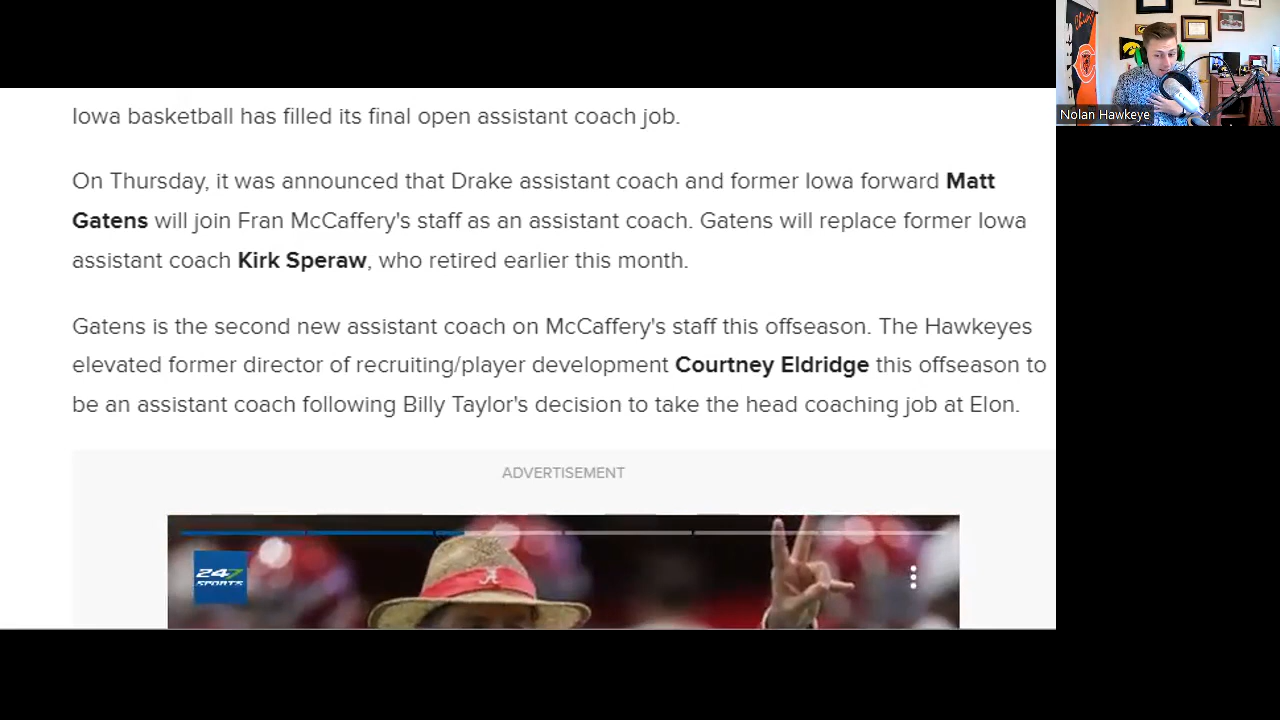 Iowa basketball has filled its final open assistant coach job.
On Thursday, it was announced that Drake assistant coach and former Iowa forward Matt
Gatens will join Fran McCaffery's staff as an assistant coach. Gatens will replace former Iowa
assistant coach Kirk Speraw, who retired earlier this month.
Gatens is the second new assistant coach on McCaffery's staff this offseason. The Hawkeyes
elevated former director of recruiting/player development Courtney Eldridge this offseason to
be an assistant coach following Billy Taylor's decision to take the head coaching job at Elon.
ADVERTISEMENT
247
SPORTS
A
Nolan Hawkeye